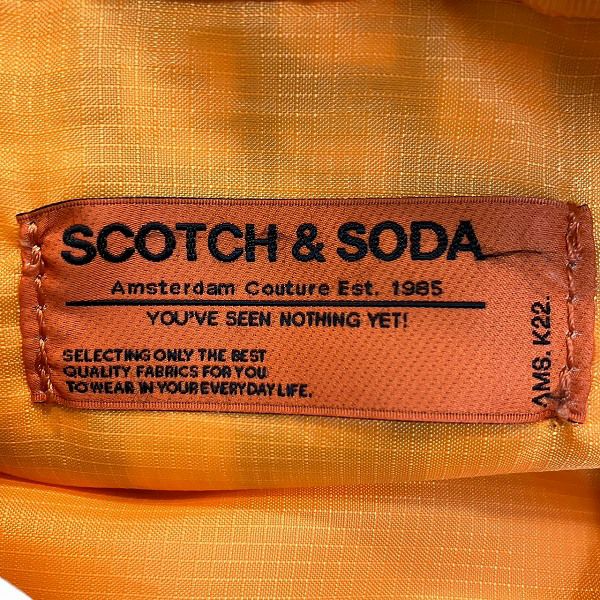 SCOTCH & SODA
Amsterdam Couture Est. 1985
YOU'VE SEEN NOTHING YET!
SELECTING ONLY THE BEST
QUALITY FABRICS FOR YOU
TO WEAR IN YOUR EVERYDAY LIFE.
AMS. K22.